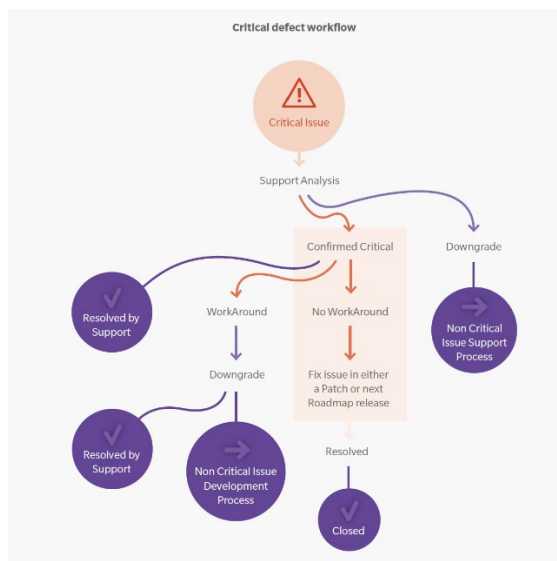 Critical defect workflow
!
Critical Issue
Support Analysis
Confirmed Critical
Downgrade
Resolved by
Support
WorkAround
No WorkAround
Non Critical
Issue Support
Process
Downgrade
Fix issue in either
a Patch or next
Roadmap release
Resolved by
Support
Non Critical Issue
Development
Process
Resolved
Closed